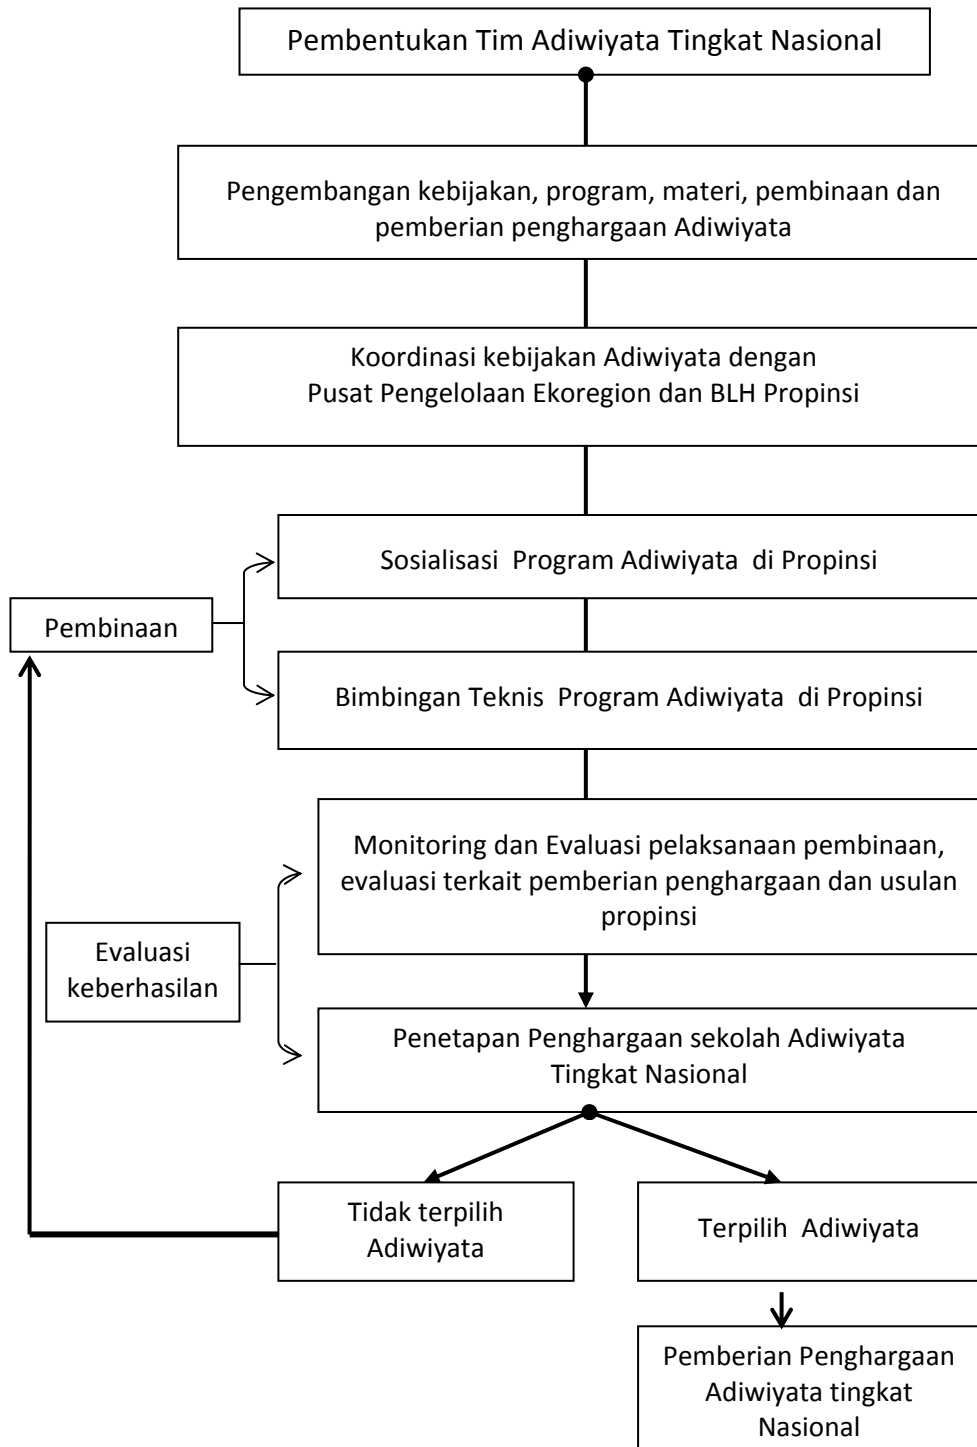 Pembentukan Tim Adiwiyata Tingkat Nasional
Pengembangan kebijakan, program, materi, pembinaan dan
pemberian penghargaan Adiwiyata
Koordinasi kebijakan Adiwiyata dengan
Pusat Pengelolaan Ekoregion dan BLH Propinsi
Sosialisasi Program Adiwiyata di Propinsi
Pembinaan
Bimbingan Teknis Program Adiwiyata di Propinsi
Monitoring dan Evaluasi pelaksanaan pembinaan,
evaluasi terkait pemberian penghargaan dan usulan
propinsi
Evaluasi
keberhasilan
Penetapan Penghargaan sekolah Adiwiyata
Tingkat Nasional
Tidak terpilih
Adiwiyata
Terpilih Adiwiyata
Pemberian Penghargaan
Adiwiyata tingkat
Nasional